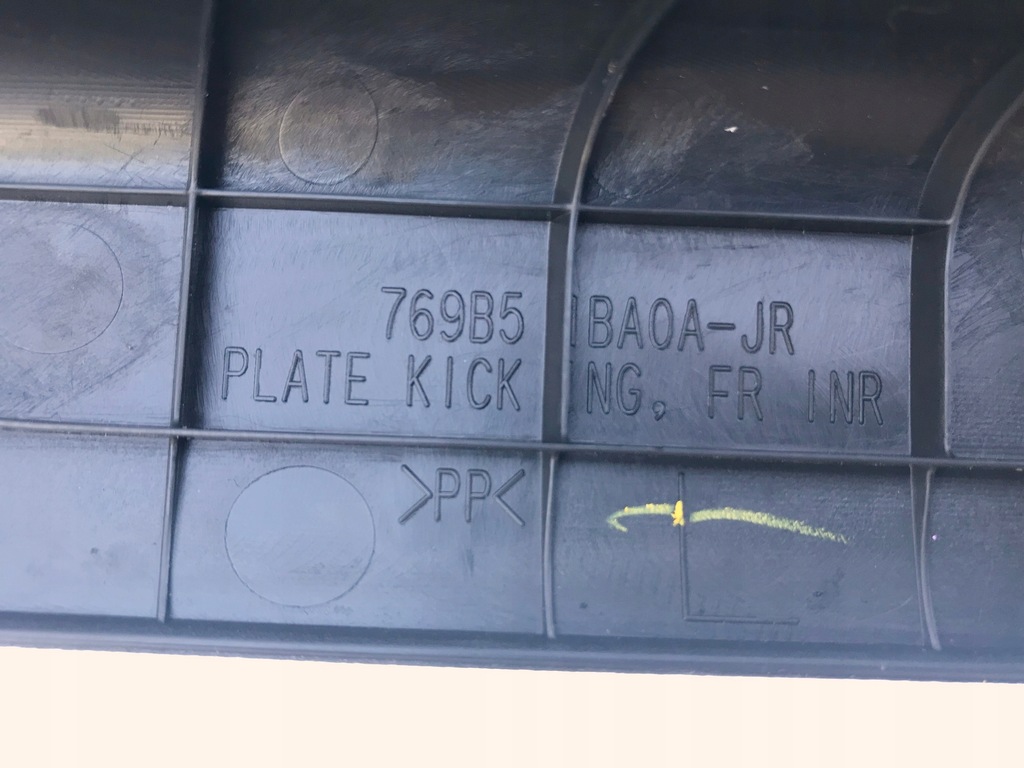 769B5 1BA0A-JR
PLATE KICK NG, FR INR
>PP<
L